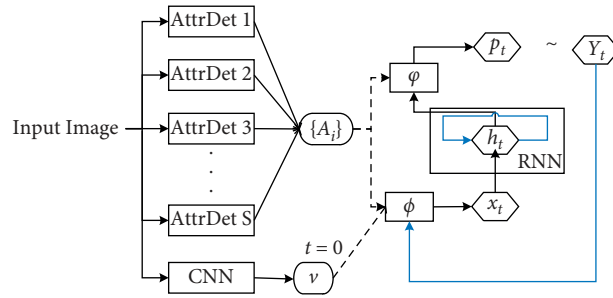 AttrDet 1
AttrDet 2
AttrDet 3
Input Image
.
.
.
AttrDet S
CNN
{A_i}
v
t = 0
φ
ϕ
p_t
~
Y_t
h_t
RNN
x_t